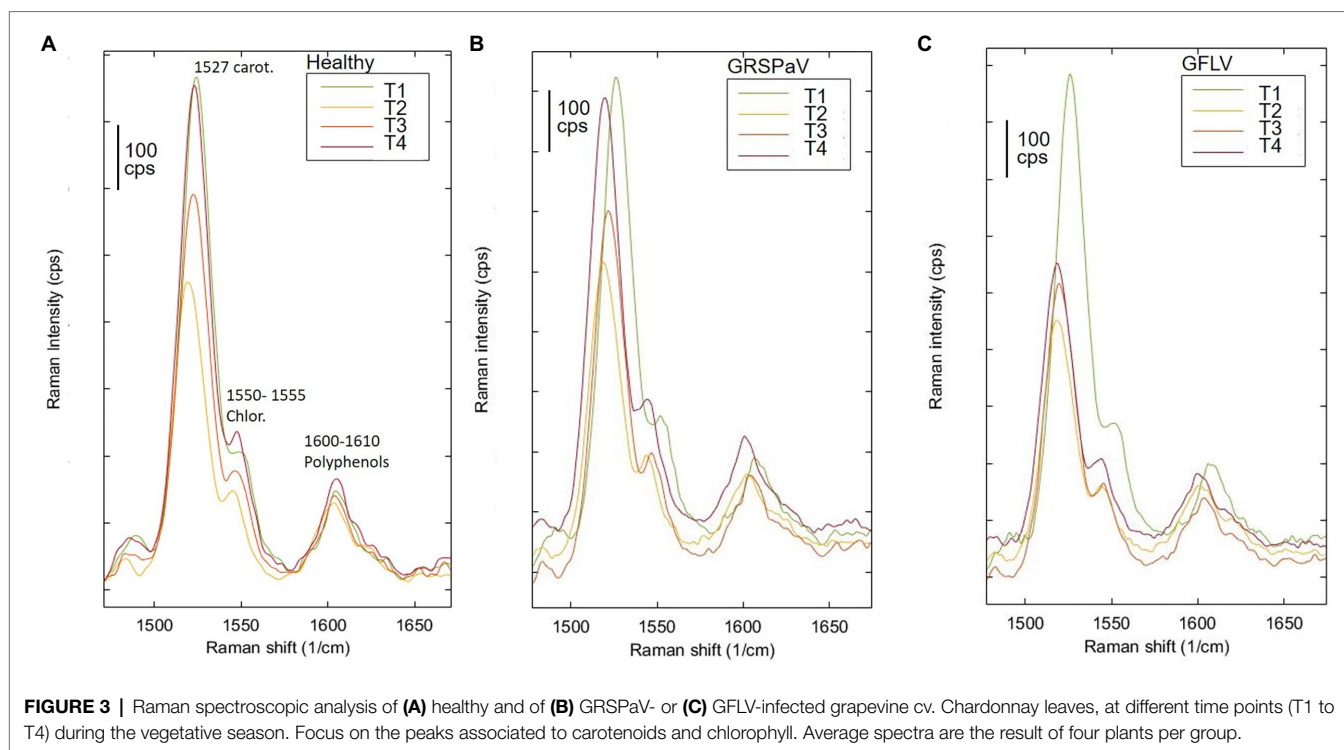 A
Healthy
1527 carot.
T1
T2
T3
T4
100
cps
1550- 1555
Chlor.
1600-1610
Polyphenols
Raman Intensity (cps)
1500
1550
1600
1650
Raman shift (1/cm)
B
GRSPaV
T1
T2
T3
T4
100
cps
Raman intensity (cps)
1500
1550
1600
1650
Raman shift (1/cm)
C
GFLV
T1
T2
T3
T4
100
cps
Raman intensity (cps)
1500
1550
1600
1650
Raman shift (1/cm)
FIGURE 3 | Raman spectroscopic analysis of (A) healthy and of (B) GRSPaV- or (C) GFLV-infected grapevine cv. Chardonnay leaves, at different time points (T1 to
T4) during the vegetative season. Focus on the peaks associated to carotenoids and chlorophyll. Average spectra are the result of four plants per group.